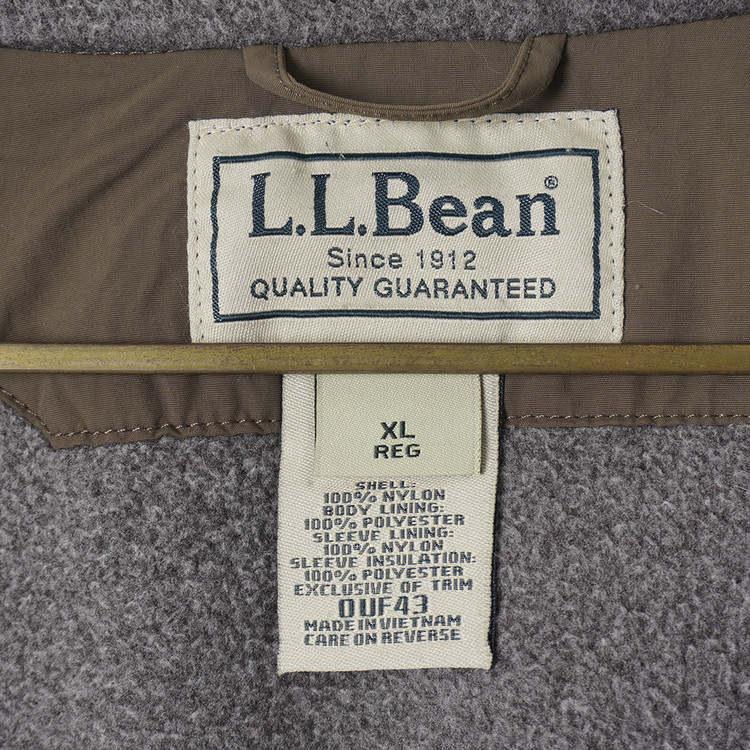 L.L.Bean®
Since 1912
QUALITY GUARANTEED
XL
REG
SHELL:
100% NYLON
BODY LINING:
100% POLYESTER
SLEEVE LINING:
100% NYLON
SLEEVE INSULATION:
100% POLYESTER
EXCLUSIVE OF TRIM
0UF43
MADE IN VIETNAM
CARE ON REVERSE